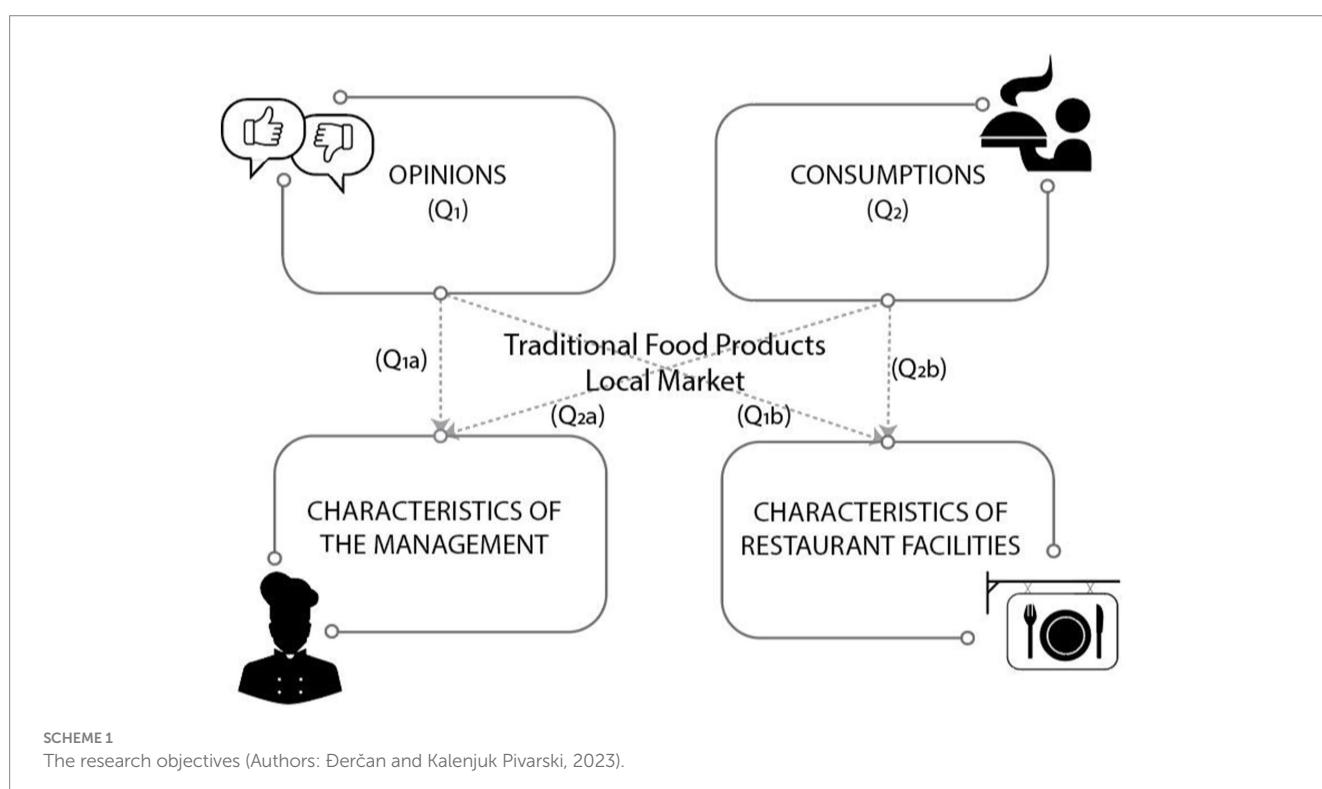 OPINIONS
(Q1)
CONSUMPTIONS
(Q2)
(Q1a)
Traditional Food Products
Local Market
(Q2b)
(Q2a)
(Q1b)
CHARACTERISTICS OF
THE MANAGEMENT
CHARACTERISTICS OF
RESTAURANT FACILITIES
SCHEME 1
The research objectives (Authors: Đerčan and Kalenjuk Pivarski, 2023).